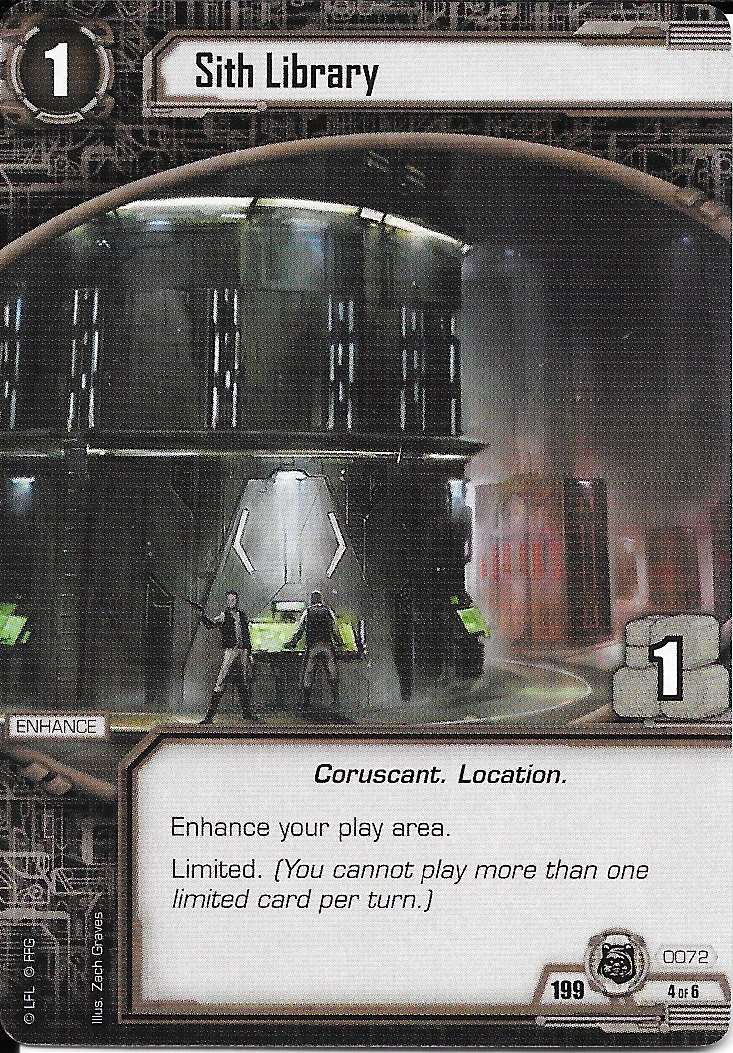 1
Sith Library
1
ENHANCE
Coruscant. Location.
Enhance your play area.
Limited. (You cannot play more than one
limited card per turn.)
© LFL © FFG
Illus. Zach Graves
199
0072
4 OF 6